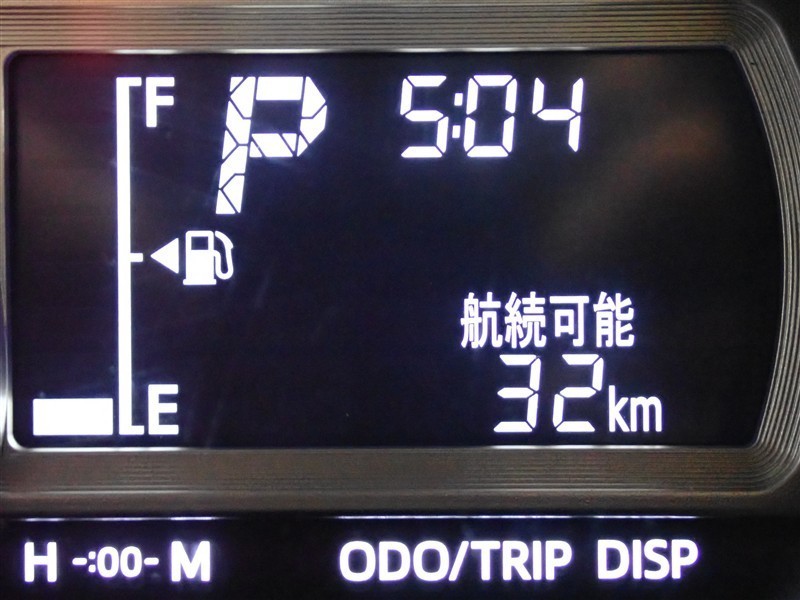 F P 5:04
航続可能
32km
E
H -:00- M ODO/TRIP DISP